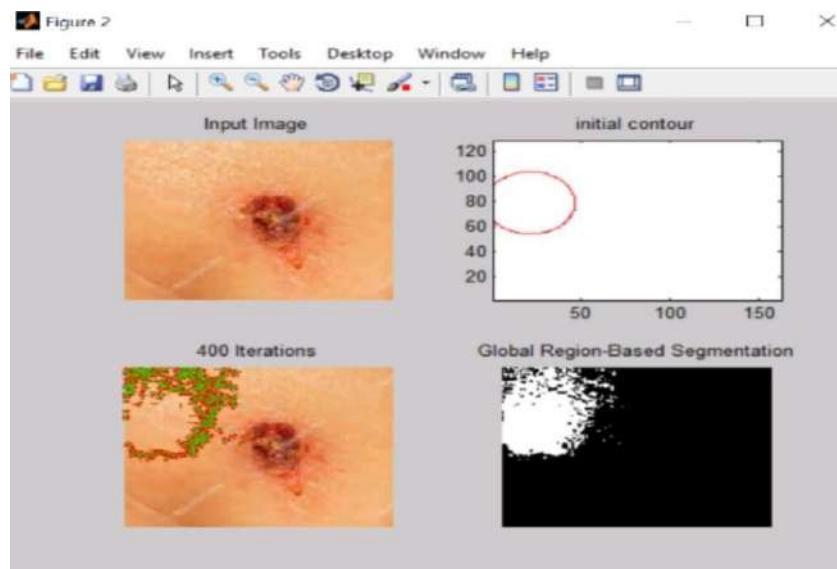 Figure 2
File Edit View Insert Tools Desktop Window Help
Input Image
initial contour
120
100
80
60
40
20
50 100 150
400 Iterations
Global Region-Based Segmentation